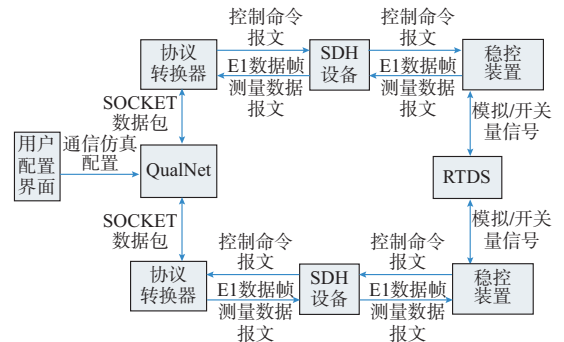 控制命令
报文
控制命令
报文
协议
转换器
SDH
设备
稳控
装置
E1数据帧
测量数据
报文
E1数据帧
测量数据
报文
SOCKET
数据包
模拟/开关
量信号
用户
配置
界面
通信仿真
配置
QualNet
RTDS
SOCKET
数据包
模拟/开关
量信号
控制命令
报文
控制命令
报文
协议
转换器
SDH
设备
稳控
装置
E1数据帧
测量数据
报文
E1数据帧
测量数据
报文